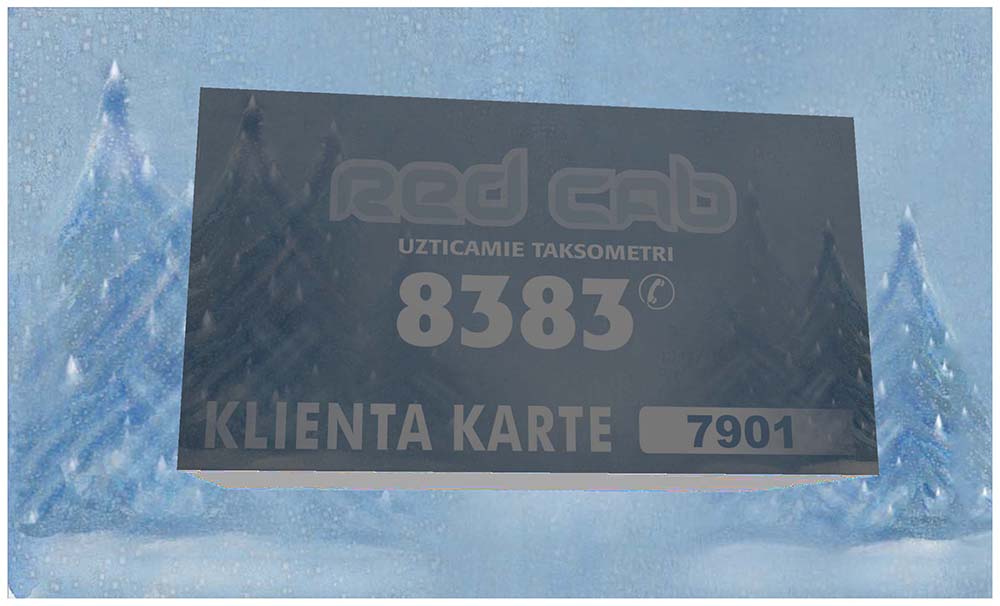 Red cab
UZTICAMIE TAKSOMETRI
8383
KLIENTA KARTE 7901